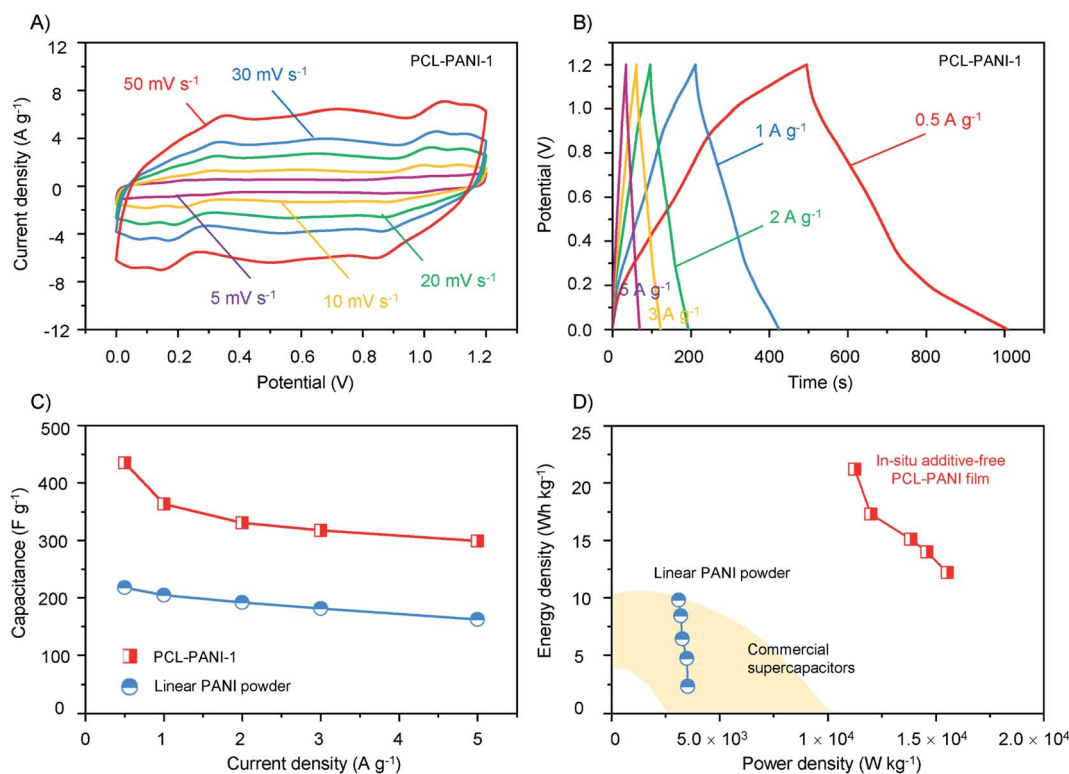 A)
PCL-PANI-1
50 mV s⁻¹
30 mV s⁻¹
5 mV s⁻¹
10 mV s⁻¹
20 mV s⁻¹
12
8
4
0
-4
-8
-12
Current density (A g⁻¹)
0.0 0.2 0.4 0.6 0.8 1.0 1.2
Potential (V)
B)
PCL-PANI-1
0.5 A g⁻¹
1 A g⁻¹
2 A g⁻¹
5 A g⁻¹
3 A g⁻¹
1.2
1.0
0.8
0.6
0.4
0.2
0.0
Potential (V)
0 200 400 600 800 1000
Time (s)
C)
500
400
300
200
100
0
Capacitance (F g⁻¹)
PCL-PANI-1
Linear PANI powder
0 1 2 3 4 5
Current density (A g⁻¹)
D)
25
20
15
10
5
0
Energy density (Wh kg⁻¹)
In-situ additive-free
PCL-PANI film
Linear PANI powder
Commercial
supercapacitors
0 5.0 × 10³ 1 × 10⁴ 1.5 × 10⁴ 2.0 × 10⁴
Power density (W kg⁻¹)